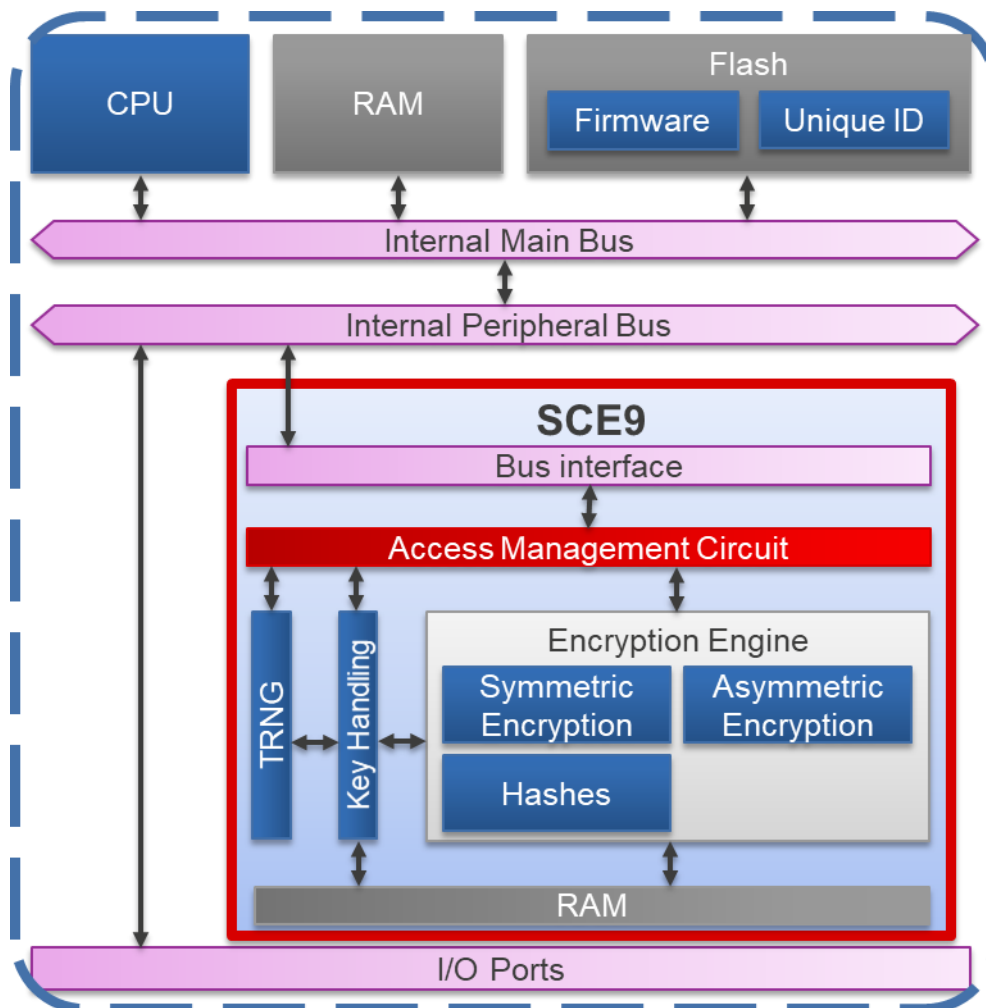 CPU
RAM
Flash
Firmware
Unique ID
Internal Main Bus
Internal Peripheral Bus
SCE9
Bus interface
Access Management Circuit
TRNG
Key Handling
Encryption Engine
Symmetric
Encryption
Asymmetric
Encryption
Hashes
RAM
I/O Ports